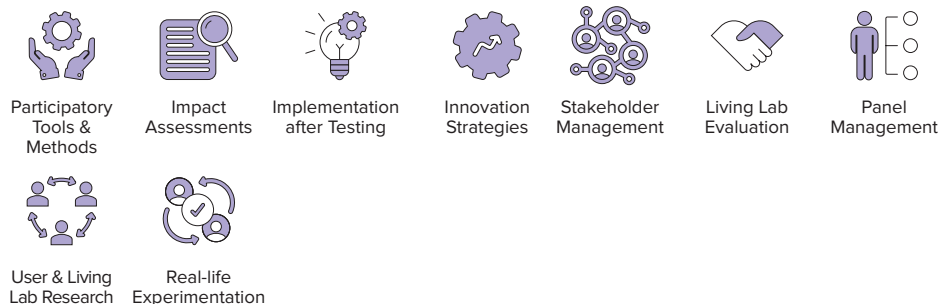 Participatory
Tools &
Methods
Impact
Assessments
Implementation
after Testing
Innovation
Strategies
Stakeholder
Management
Living Lab
Evaluation
Panel
Management
User & Living
Lab Research
Real-life
Experimentation